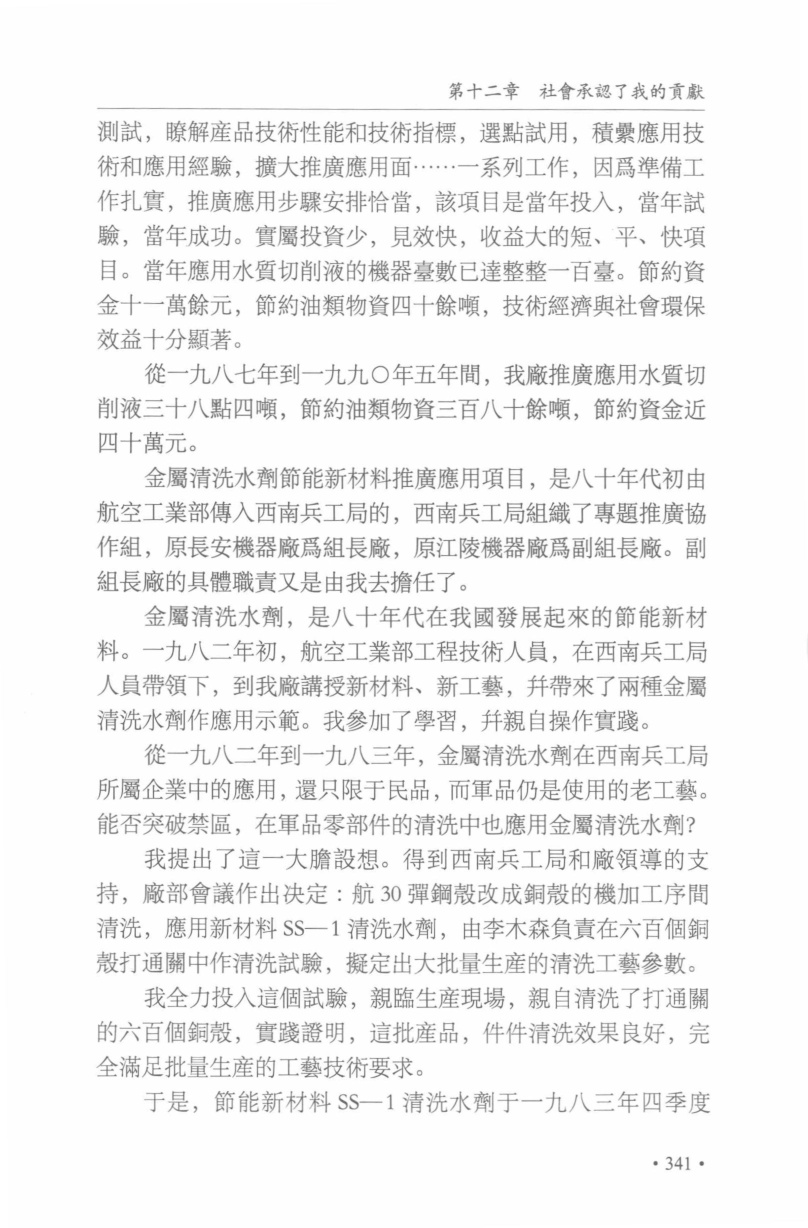 第十二章　社會承認了我的貢獻
測試，瞭解産品技術性能和技術指標，選點試用，積纍應用技
術和應用經驗，擴大推廣應用面……一系列工作，因爲準備工
作扎實，推廣應用步驟安排恰當，該項目是當年投入，當年試
驗，當年成功。實屬投資少，見效快，收益大的短、平、快項
目。當年應用水質切削液的機器臺數已達整整一百臺。節約資
金十一萬餘元，節約油類物資四十餘噸，技術經濟與社會環保
效益十分顯著。
從一九八七年到一九九〇年五年間，我廠推廣應用水質切
削液三十八點四噸，節約油類物資三百八十餘噸，節約資金近
四十萬元。
金屬清洗水劑節能新材料推廣應用項目，是八十年代初由
航空工業部傳入西南兵工局的，西南兵工局組織了專題推廣協
作組，原長安機器廠爲組長廠，原江陵機器廠爲副組長廠。副
組長廠的具體職責又是由我去擔任了。
金屬清洗水劑，是八十年代在我國發展起來的節能新材
料。一九八二年初，航空工業部工程技術人員，在西南兵工局
人員帶領下，到我廠講授新材料、新工藝，幷帶來了兩種金屬
清洗水劑作應用示範。我參加了學習，幷親自操作實踐。
從一九八二年到一九八三年，金屬清洗水劑在西南兵工局
所屬企業中的應用，還只限于民品，而軍品仍是使用的老工藝。
能否突破禁區，在軍品零部件的清洗中也應用金屬清洗水劑？
我提出了這一大膽設想。得到西南兵工局和廠領導的支
持，廠部會議作出决定：航 30 彈鋼殼改成銅殼的機加工序間
清洗，應用新材料 SS—1 清洗水劑，由李木森負責在六百個銅
殼打通關中作清洗試驗，擬定出大批量生産的清洗工藝參數。
我全力投入這個試驗，親臨生産現場，親自清洗了打通關
的六百個銅殼，實踐證明，這批産品，件件清洗效果良好，完
全滿足批量生産的工藝技術要求。
于是，節能新材料 SS—1 清洗水劑于一九八三年四季度
• 341 •